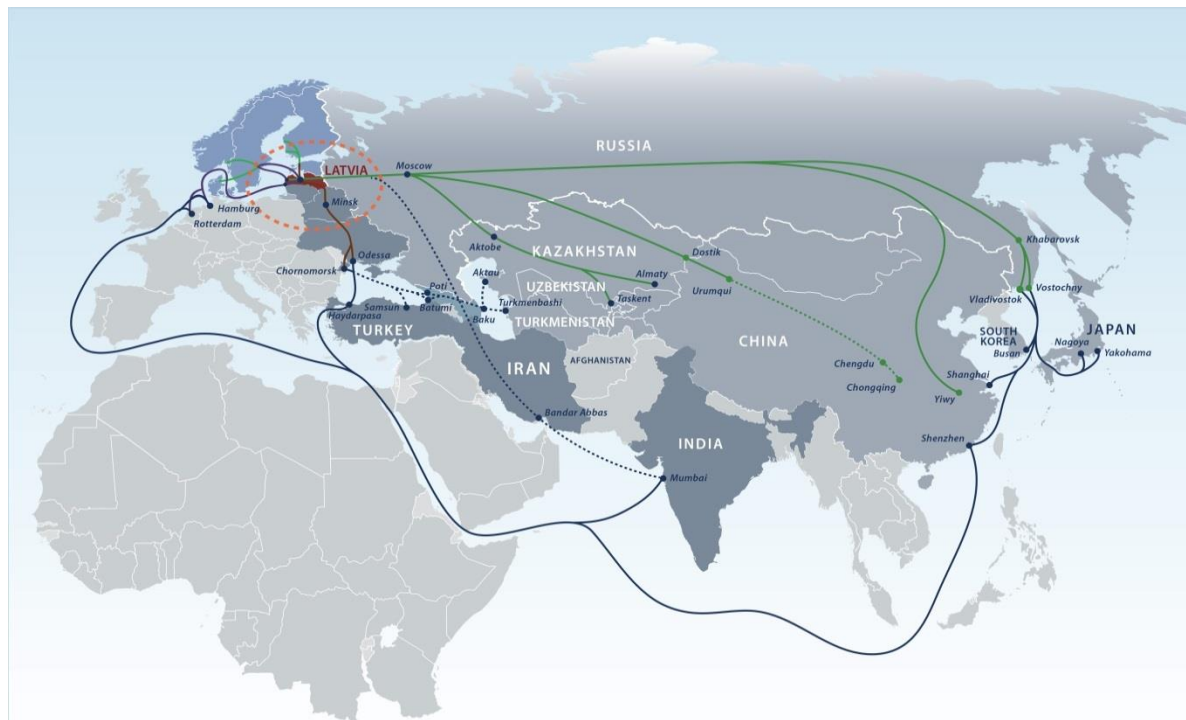 RUSSIA
LATVIA
Moscow
Minsk
Hamburg
Rotterdam
Khabarovsk
Aktobe
KAZAKHSTAN
Dostik
Odessa
Chornomorsk
Aktau
Almaty
Urumqui
Vostochny
Poti
UZBEKISTAN
Vladivostok
Taskent
Turkmenbashi
Samsun
Batumi
Baku
Haydarpasa
TURKMENISTAN
TURKEY
SOUTH
KOREA
JAPAN
Nagoya
Busan
Yakohama
CHINA
IRAN
AFGHANISTAN
Chengdu
Chongqing
Shanghai
Yiwy
Bandar Abbas
INDIA
Shenzhen
Mumbai